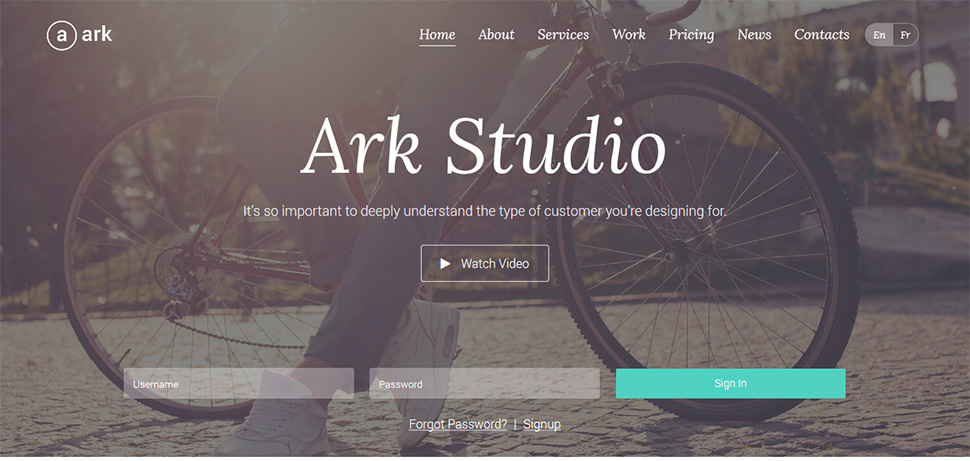 a ark
Home About Services Work Pricing News Contacts En Fr
Ark Studio
It's so important to deeply understand the type of customer you're designing for.
Watch Video
Username Password Sign In
Forgot Password? | Signup